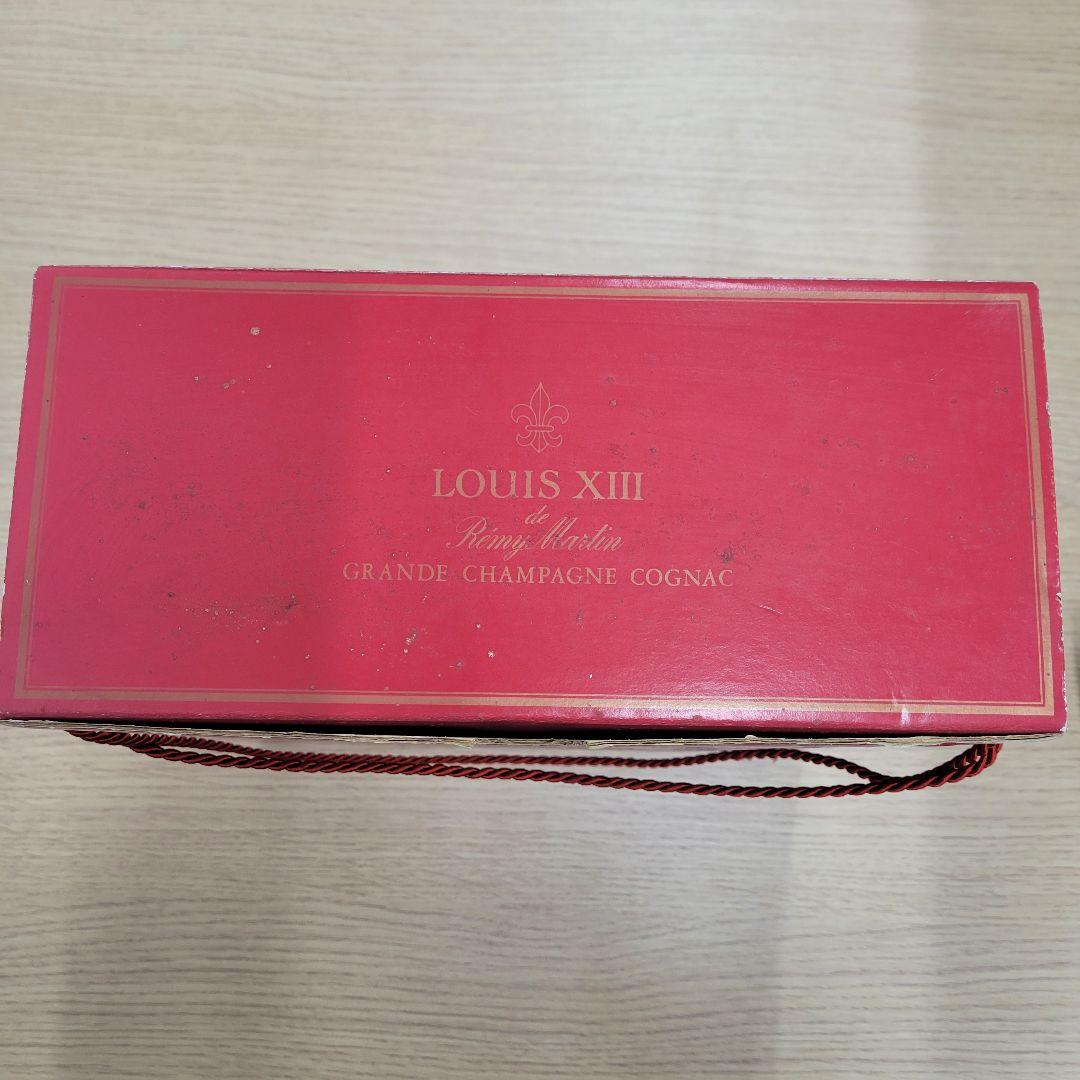 LOUIS XIII
de
Rémy Martin
GRANDE CHAMPAGNE COGNAC